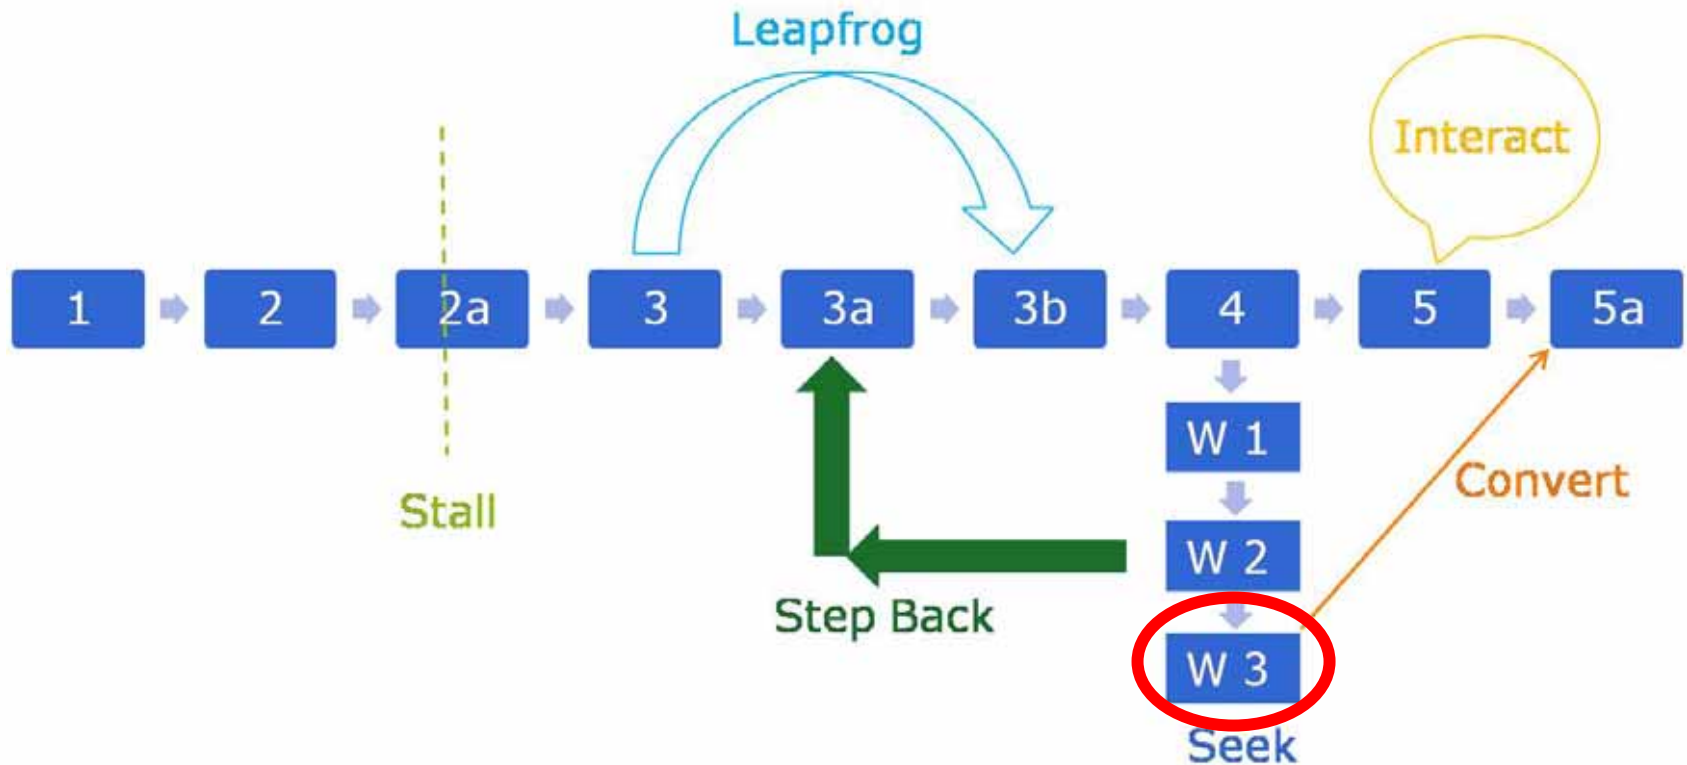 Leapfrog
Interact
1
2
2a
3
3a
3b
4
5
5a
W 1
Convert
Stall
W 2
Step Back
W 3
Seek